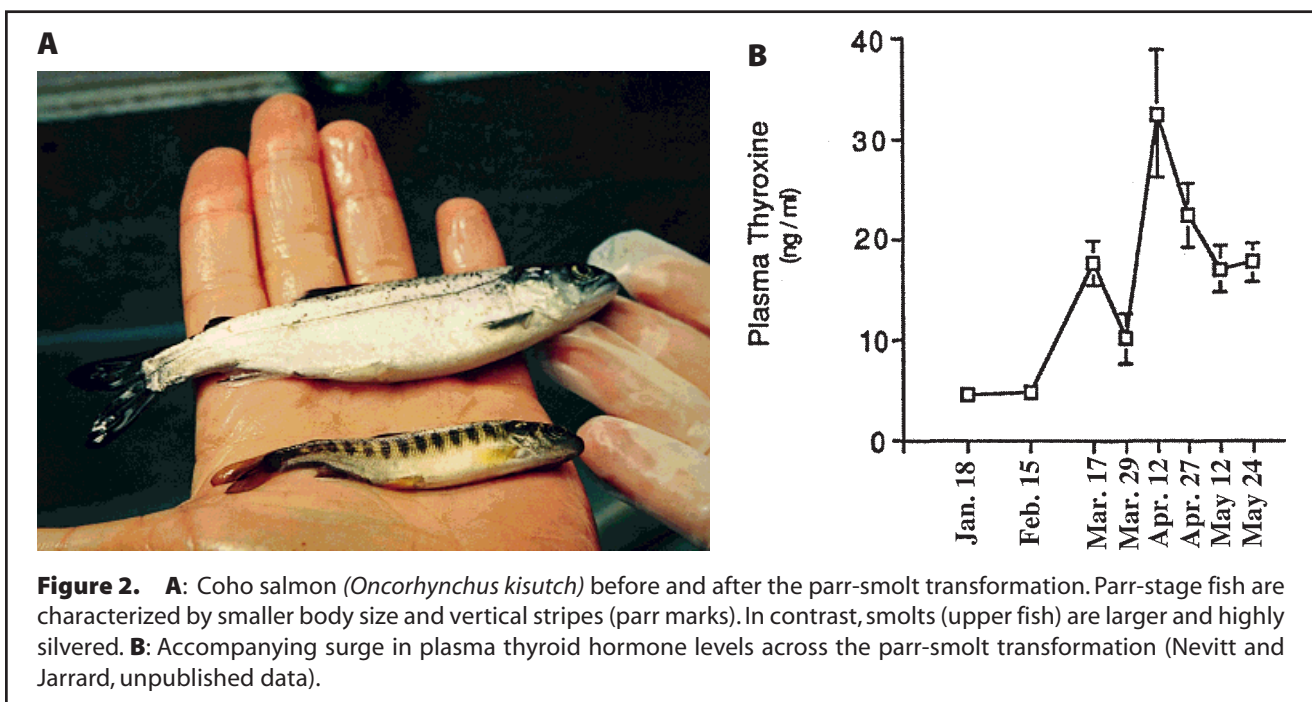 A
B
Plasma Thyroxine
(ng/ml)
40
30
20
10
0
Jan. 18
Feb. 15
Mar. 17
Mar. 29
Apr. 12
Apr. 27
May 12
May 24
Figure 2. A: Coho salmon (Oncorhynchus kisutch) before and after the parr-smolt transformation. Parr-stage fish are
characterized by smaller body size and vertical stripes (parr marks). In contrast, smolts (upper fish) are larger and highly
silvered. B: Accompanying surge in plasma thyroid hormone levels across the parr-smolt transformation (Nevitt and
Jarrard, unpublished data).